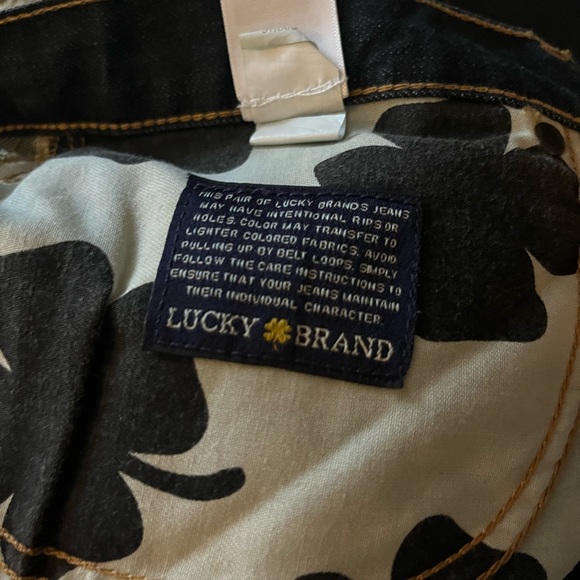 THIS PAIR OF LUCKY BRANDS JEANS
MAY HAVE INTENTIONAL RIPS OR
HOLES. COLOR MAY TRANSFER TO
LIGHTER COLORED FABRICS. AVOID
PULLING UP BY BELT LOOPS. SIMPLY
FOLLOW THE CARE INSTRUCTIONS TO
ENSURE THAT YOUR JEANS MAINTAIN
THEIR INDIVIDUAL CHARACTER.
LUCKY BRAND